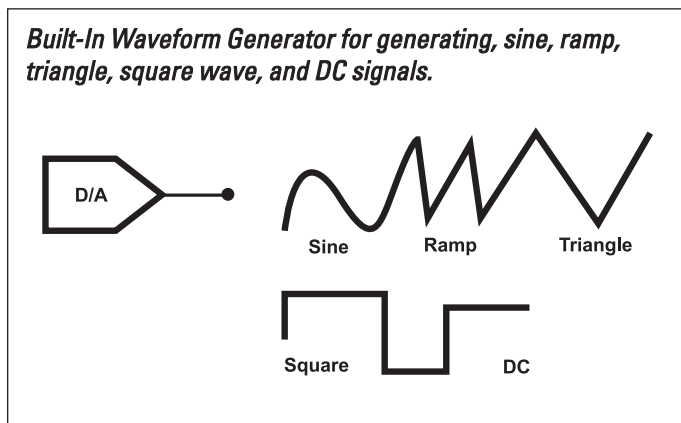 Built-In Waveform Generator for generating, sine, ramp,
triangle, square wave, and DC signals.
D/A
Sine
Ramp
Triangle
Square
DC